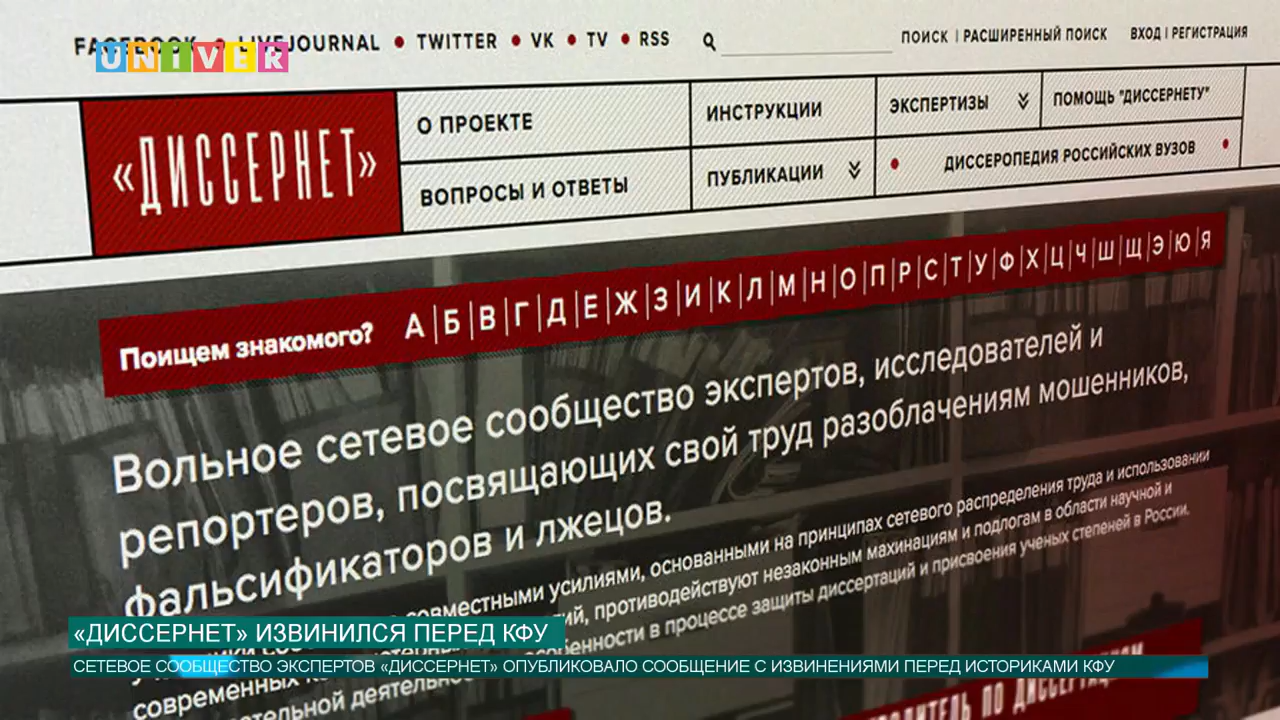 FACEBOOK • LIVEJOURNAL • TWITTER • VK • TV • RSS
ПОИСК | РАСШИРЕННЫЙ ПОИСК ВХОД | РЕГИСТРАЦИЯ
UNIVER
«ДИССЕРНЕТ»
О ПРОЕКТЕ
ИНСТРУКЦИИ
ЭКСПЕРТИЗЫ
ПОМОЩЬ "ДИССЕРНЕТУ"
ВОПРОСЫ И ОТВЕТЫ
ПУБЛИКАЦИИ
• ДИССЕРОПЕДИЯ РОССИЙСКИХ ВУЗОВ •
Поищем знакомого? А|Б|В|Г|Д|Е|Ж|З|И|К|Л|М|Н|О|П|Р|С|Т|У|Ф|Х|Ц|Ч|Ш|Щ|Э|Ю|Я
Вольное сетевое сообщество экспертов, исследователей и
репортеров, посвящающих свой труд разоблачениям мошенников,
фальсификаторов и лжецов.
совместными усилиями, основанными на принципах сетевого распределения труда и использовании
противодействуют незаконным махинациям и подлогам в области научной и
в процессе защиты диссертаций и присвоения ученых степеней в России.
«ДИССЕРНЕТ» ИЗВИНИЛСЯ ПЕРЕД КФУ
СЕТЕВОЕ СООБЩЕСТВО ЭКСПЕРТОВ «ДИССЕРНЕТ» ОПУБЛИКОВАЛО СООБЩЕНИЕ С ИЗВИНЕНИЯМИ ПЕРЕД ИСТОРИКАМИ КФУ
современных
ПО